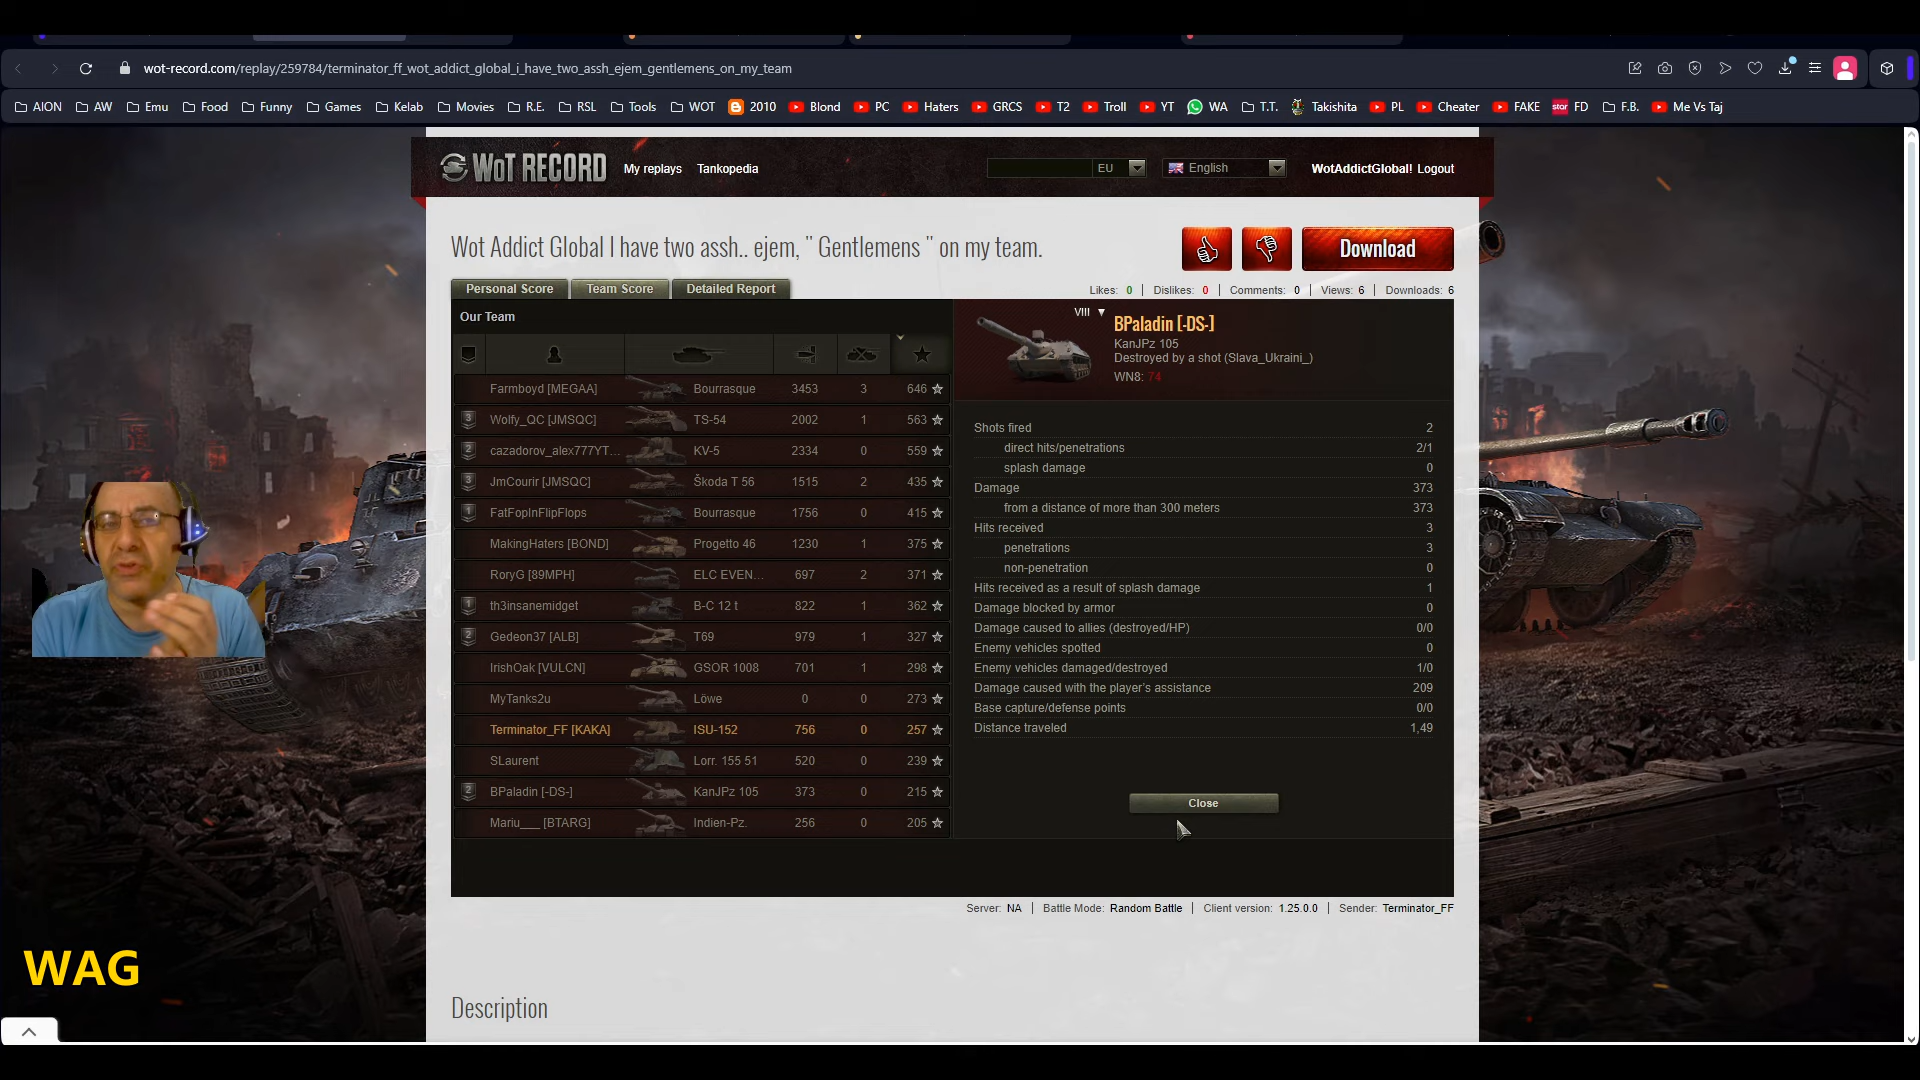 wot-record.com/replay/259784/terminator_ff_wot_addict_global_i_have_two_assh_ejem_gentlemens_on_my_team
AION AW Emu Food Funny Games Kelab Movies R.E. RSL Tools WOT 2010 Blond PC Haters GRCS T2 Troll YT WA T.T. Takishita PL Cheater FAKE star FD F.B. Me Vs Taj
WOT RECORD My replays Tankopedia EU English WotAddictGlobal! Logout
Wot Addict Global I have two assh.. ejem, " Gentlemens " on my team. Download
Personal Score Team Score Detailed Report Likes: 0 | Dislikes: 0 | Comments: 0 | Views: 6 | Downloads: 6
Our Team
Farmboyd [MEGAA] Bourrasque 3453 3 646
3 Wolfy_QC [JMSQC] TS-54 2002 1 563
2 cazadorov_alex777YT... KV-5 2334 0 559
3 JmCourir [JMSQC] Škoda T 56 1515 2 435
1 FatFopInFlipFlops Bourrasque 1756 0 415
MakingHaters [BOND] Progetto 46 1230 1 375
RoryG [89MPH] ELC EVEN... 697 2 371
1 th3insanemidget B-C 12 t 822 1 362
2 Gedeon37 [ALB] T69 979 1 327
IrishOak [VULCN] GSOR 1008 701 1 298
MyTanks2u Löwe 0 0 273
Terminator_FF [KAKA] ISU-152 756 0 257
SLaurent Lorr. 155 51 520 0 239
2 BPaladin [-DS-] KanJPz 105 373 0 215
Mariu___ [BTARG] Indien-Pz. 256 0 205
VIII ▼ BPaladin [-DS-]
KanJPz 105
Destroyed by a shot (Slava_Ukraini_)
WN8: 74
Shots fired 2
direct hits/penetrations 2/1
splash damage 0
Damage 373
from a distance of more than 300 meters 373
Hits received 3
penetrations 3
non-penetration 0
Hits received as a result of splash damage 1
Damage blocked by armor 0
Damage caused to allies (destroyed/HP) 0/0
Enemy vehicles spotted 0
Enemy vehicles damaged/destroyed 1/0
Damage caused with the player's assistance 209
Base capture/defense points 0/0
Distance traveled 1,49
Close
Server: NA | Battle Mode: Random Battle | Client version: 1.25.0.0 | Sender: Terminator_FF
WAG
Description